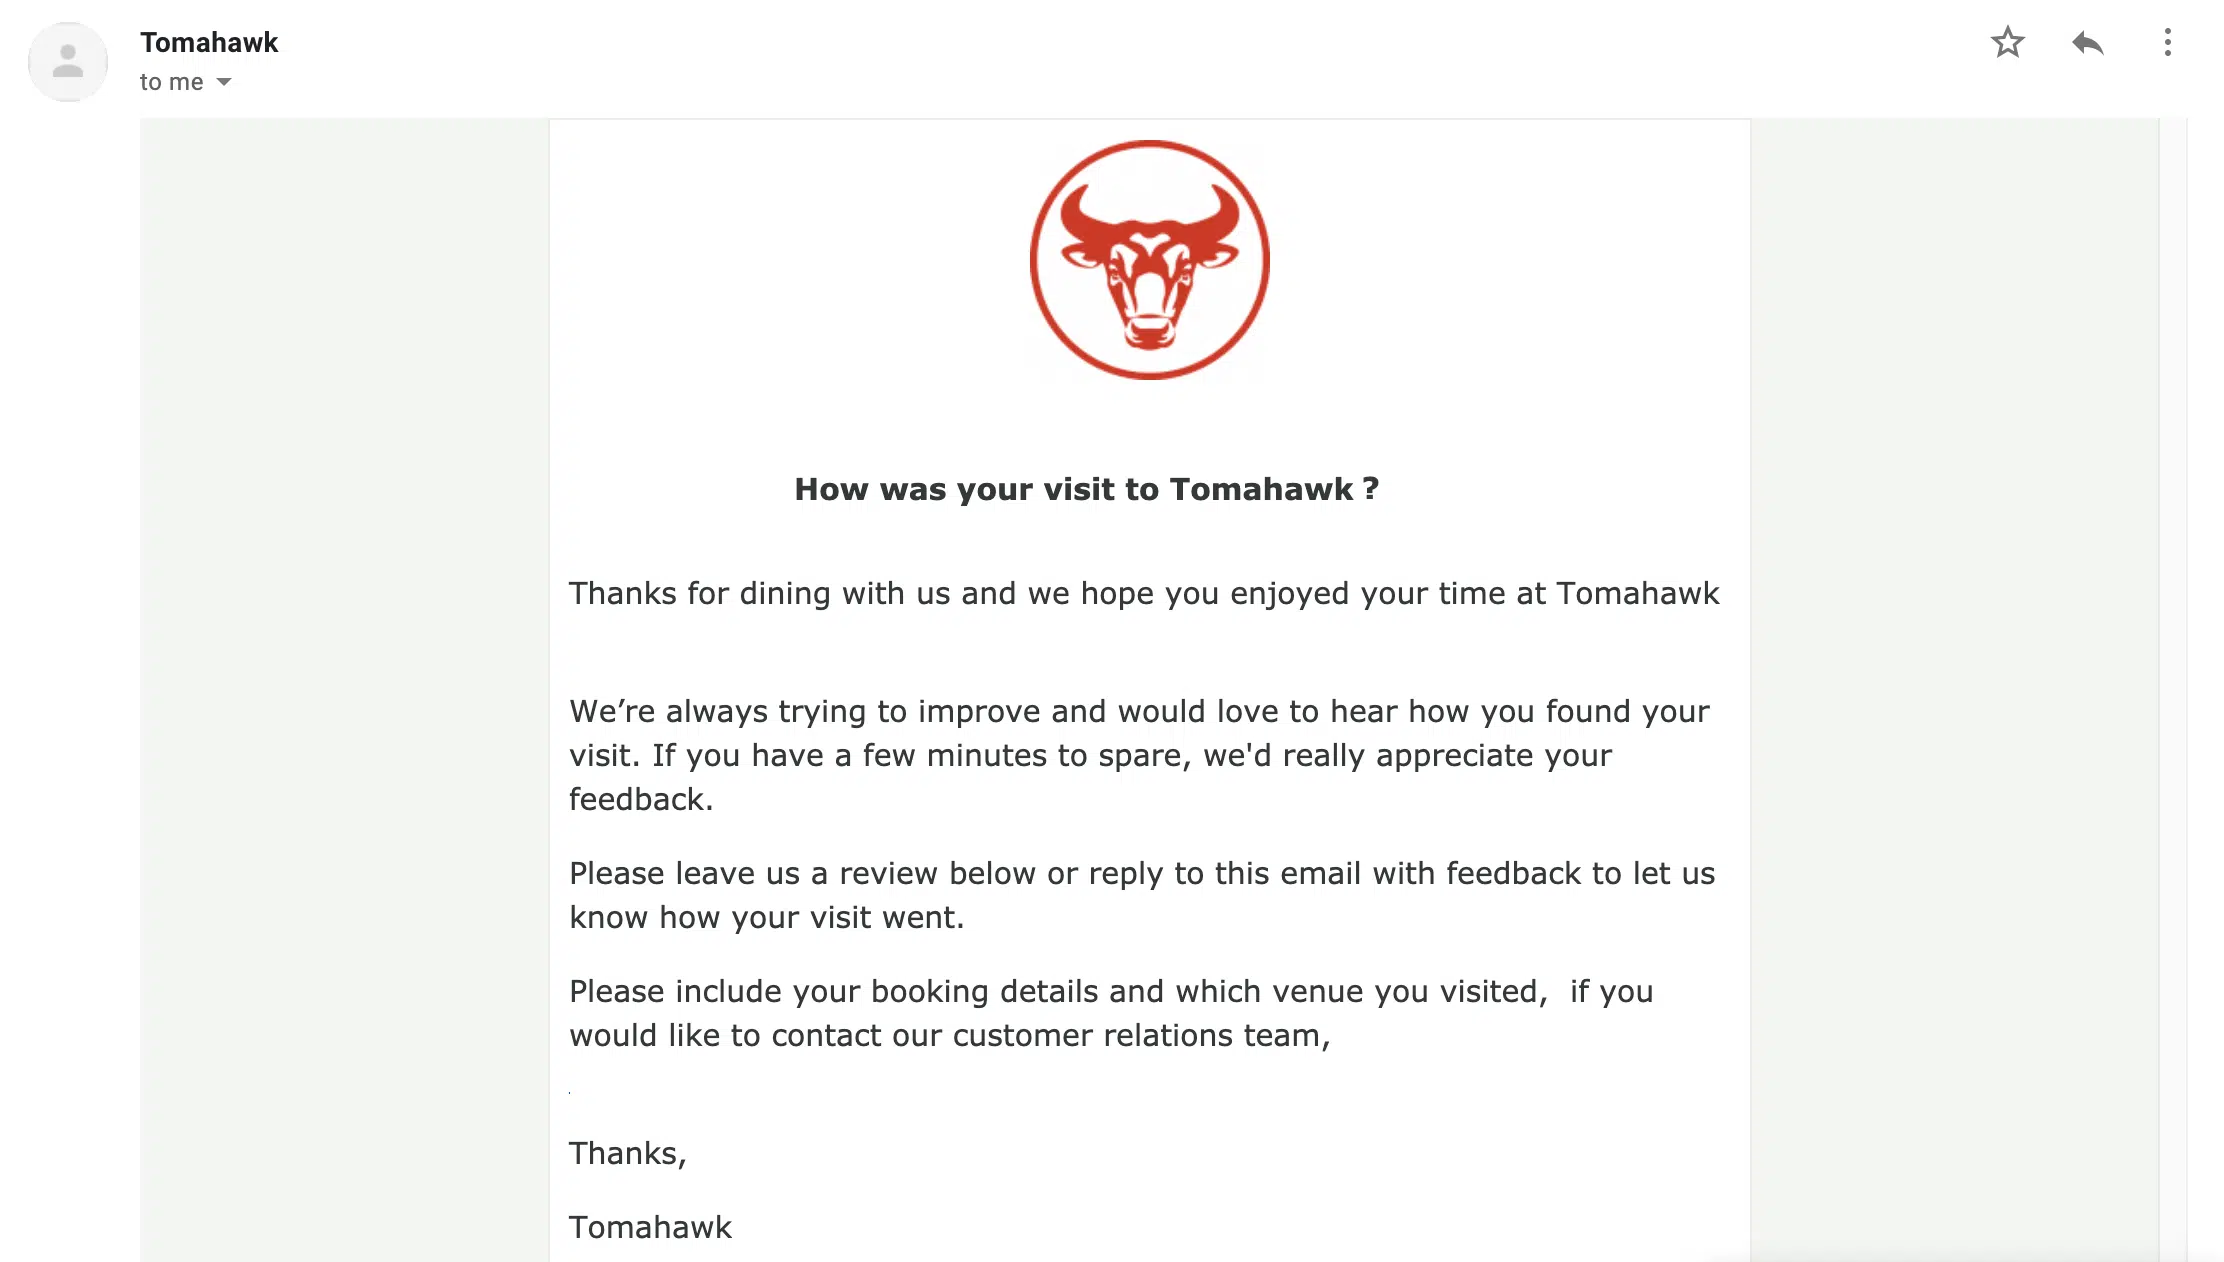 Tomahawk
to me
How was your visit to Tomahawk ?
Thanks for dining with us and we hope you enjoyed your time at Tomahawk
We’re always trying to improve and would love to hear how you found your
visit. If you have a few minutes to spare, we'd really appreciate your
feedback.
Please leave us a review below or reply to this email with feedback to let us
know how your visit went.
Please include your booking details and which venue you visited,  if you
would like to contact our customer relations team,
.
Thanks,
Tomahawk